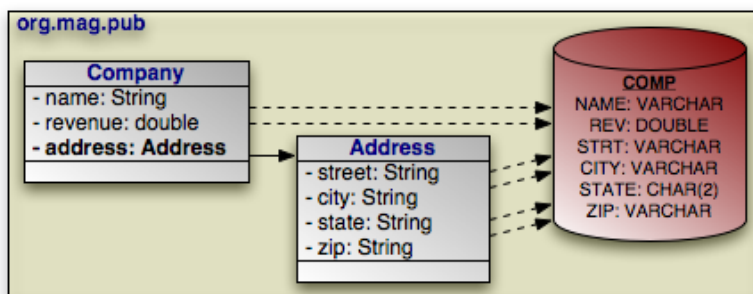 org.mag.pub
Company
- name: String
- revenue: double
- address: Address
Address
- street: String
- city: String
- state: String
- zip: String
COMP
NAME: VARCHAR
REV: DOUBLE
STRT: VARCHAR
CITY: VARCHAR
STATE: CHAR(2)
ZIP: VARCHAR